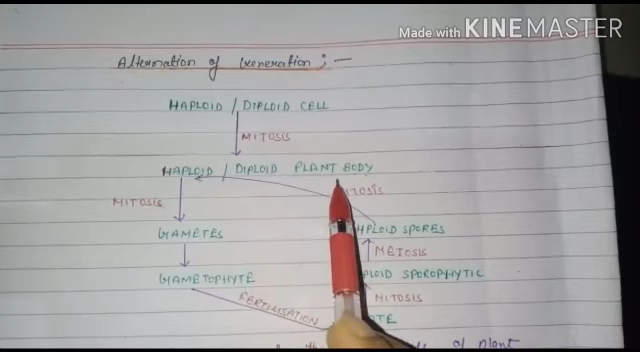 Made with KINEMASTER
Alternation of Generation :-
HAPLOID / DIPLOID CELL
MITOSIS
HAPLOID / DIPLOID PLANT BODY
MITOSIS
GAMETES
HPLOID SPORES
MEIOSIS
GAMETOPHYTE
PLOID SPOROPHYTIC
FERTILISATION
MITOSIS
of plant